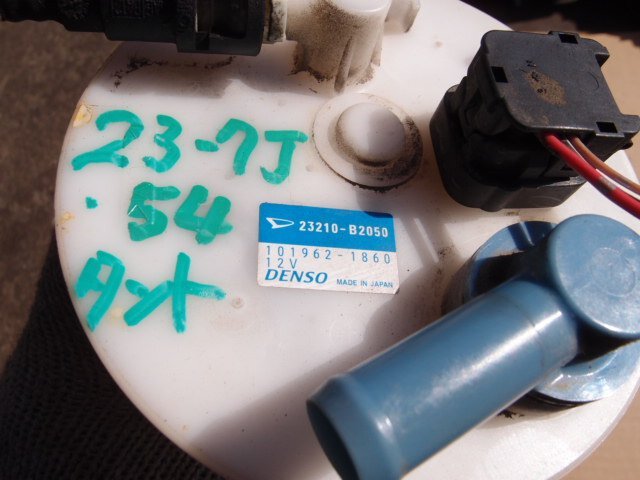 23-7J
54
タント
23210-B2050
101962-1860
12V
DENSO MADE IN JAPAN